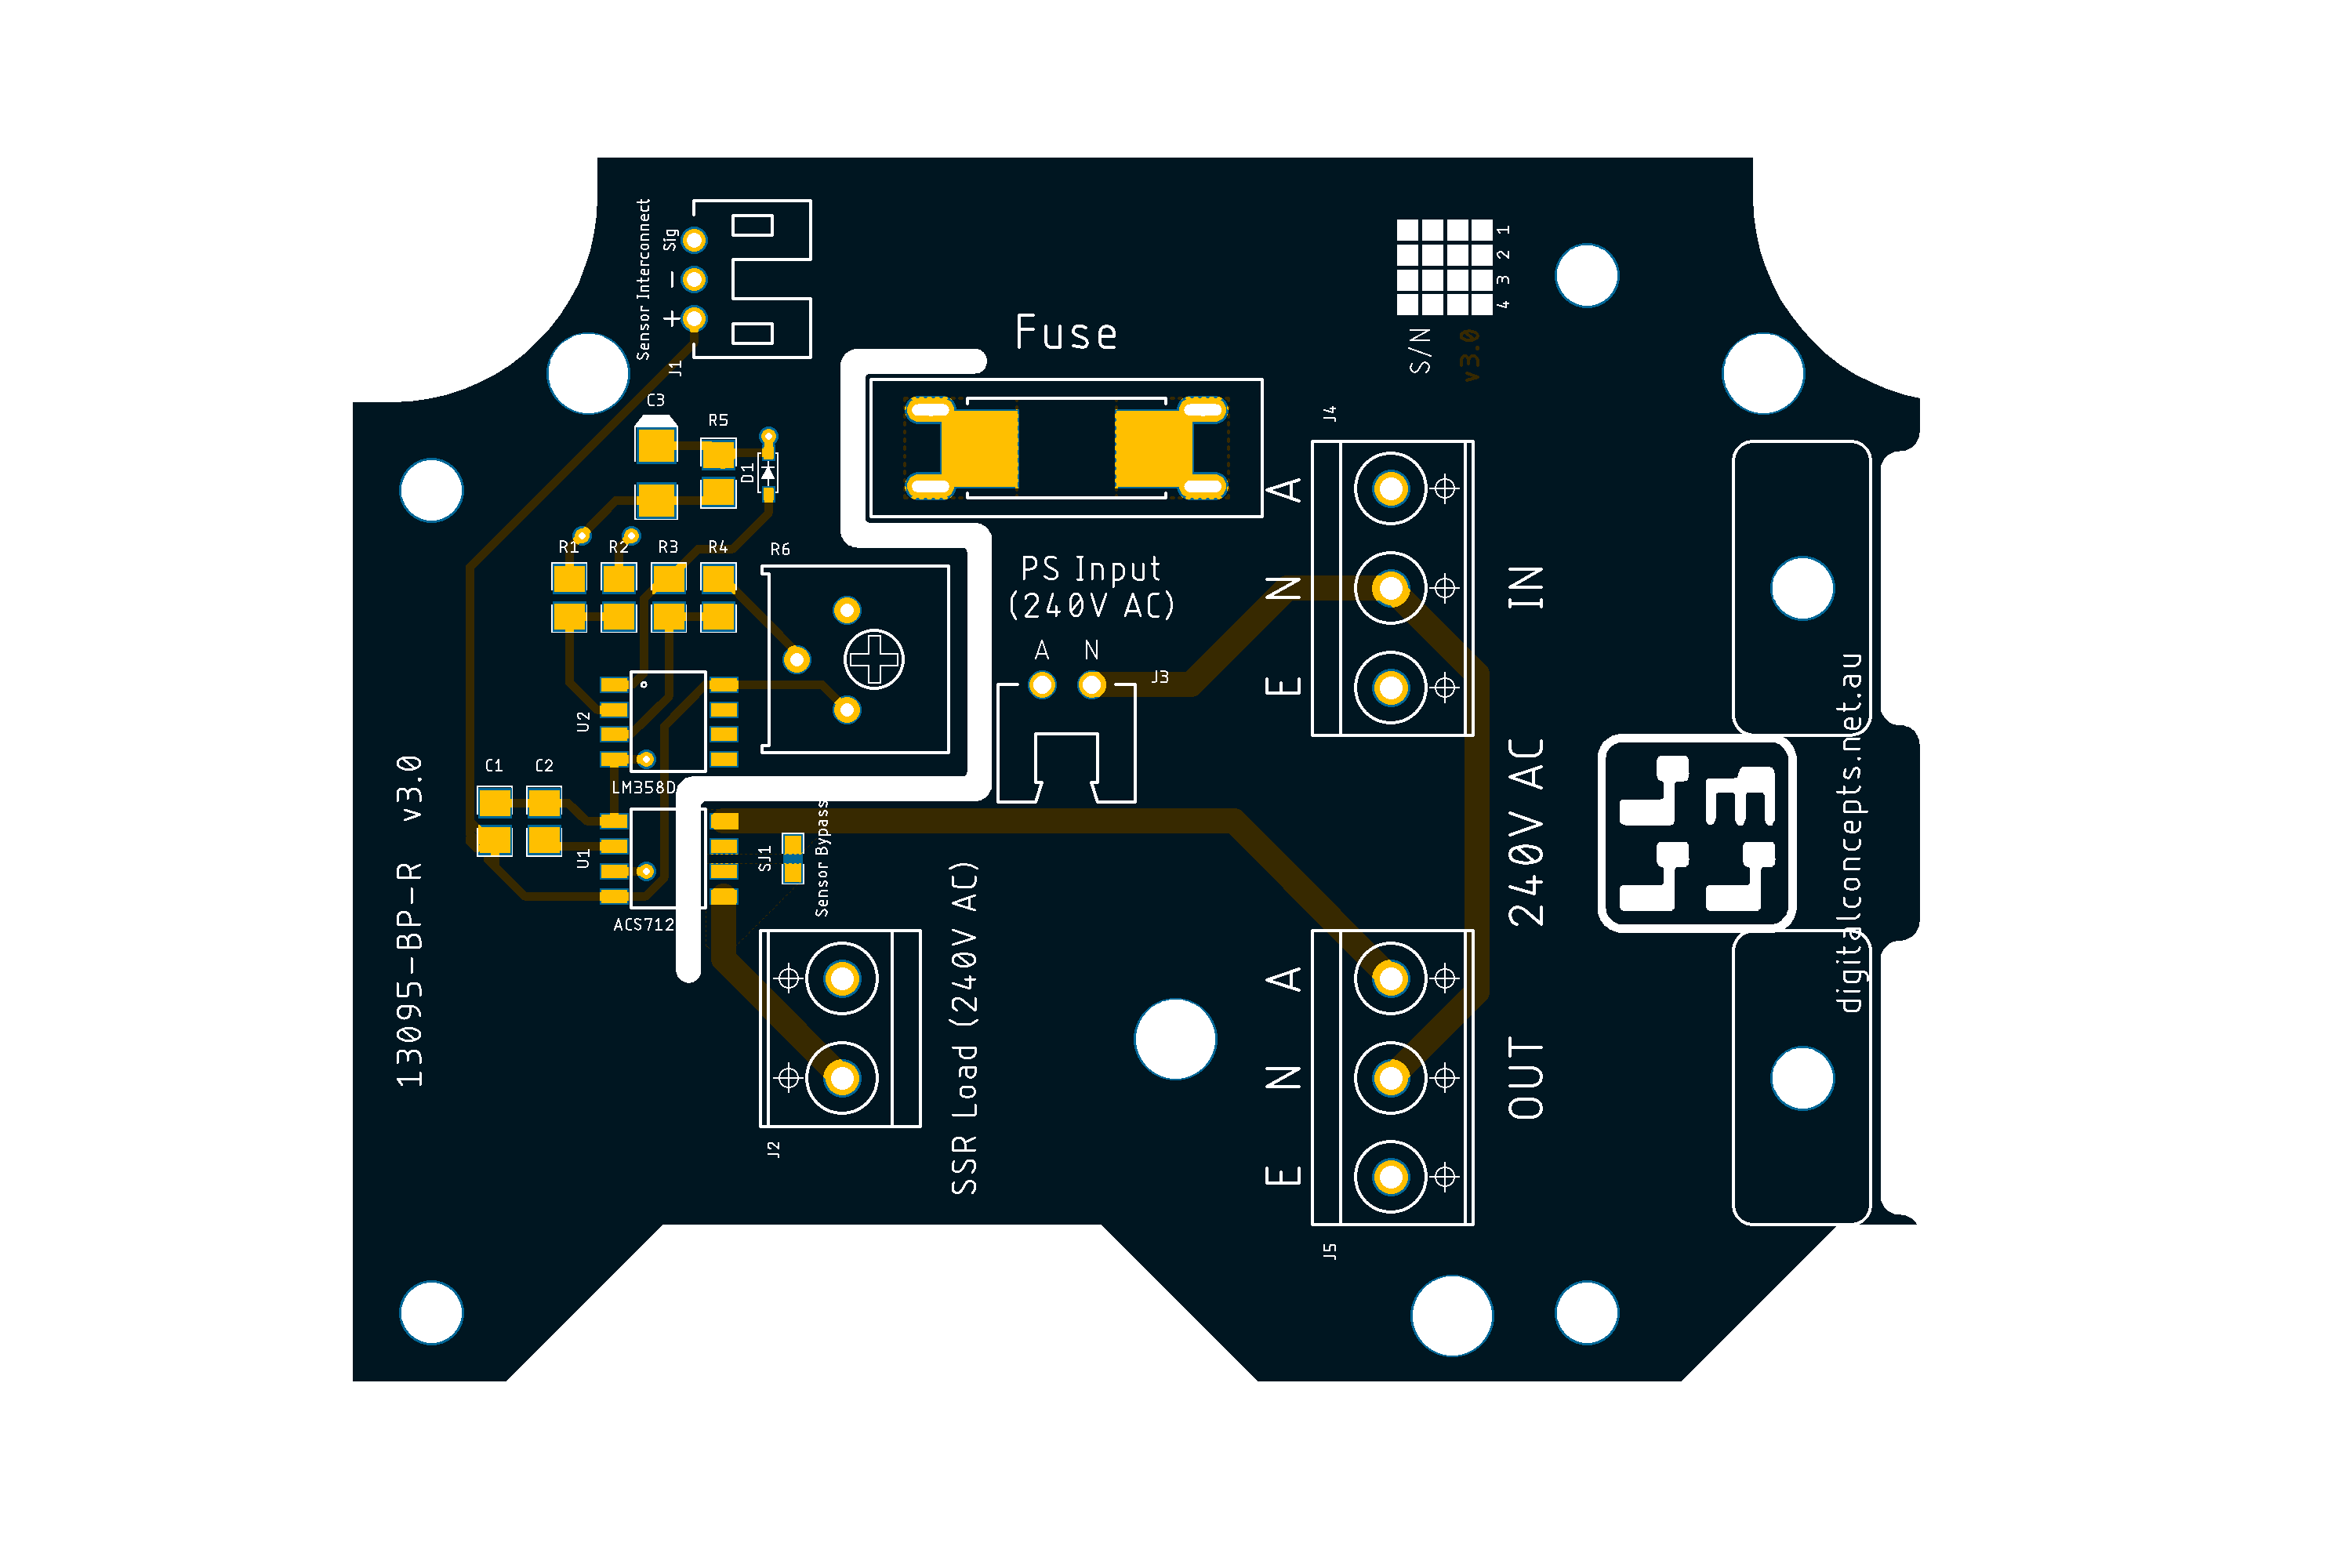 Sensor Interconnect
Sig
-
+
J1
1
2
3
4
S/N
v3.0
Fuse
C3
R5
D1
J4
A
N
E
R1
R2
R3
R4
R6
PS Input
(240V AC)
A N
J3
IN
U2
LM358D
C1
C2
U1
ACS712
SJ1
Sensor Bypass
13095-BP-R v3.0
240V AC
digitalconcepts.net.au
SSR Load (240V AC)
J2
A
N
E
OUT
J5